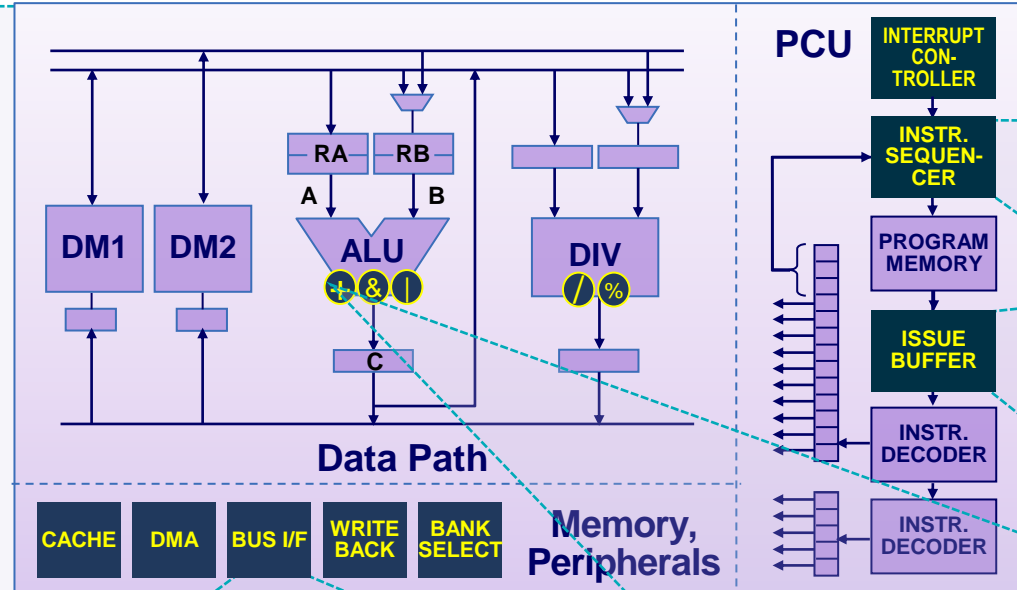 PCU
INTERRUPT
CON-
TROLLER
INSTR.
SEQUEN-
CER
PROGRAM
MEMORY
ISSUE
BUFFER
INSTR.
DECODER
INSTR.
DECODER
RA
RB
A
B
DM1
DM2
ALU
DIV
+
&
|
/
%
C
Data Path
CACHE
DMA
BUS I/F
WRITE
BACK
BANK
SELECT
Memory,
Peripherals